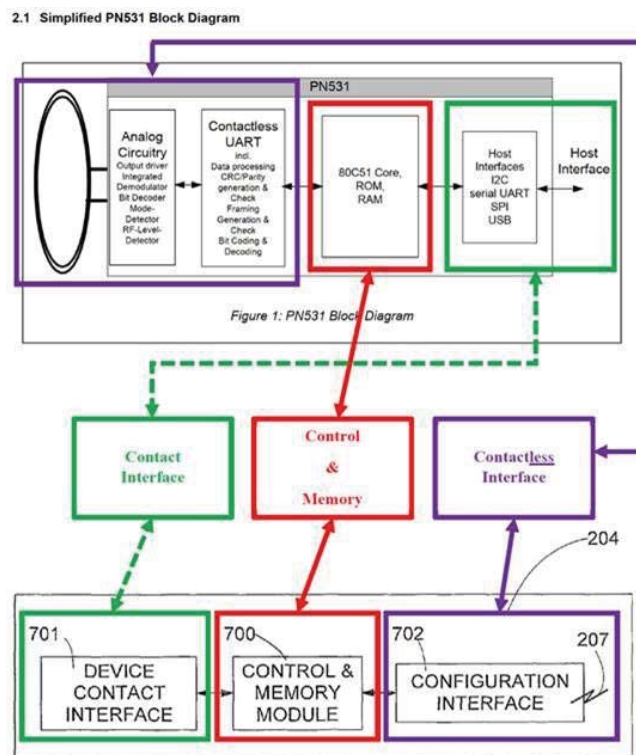 2.1 Simplified PN531 Block Diagram
PN531
Analog
Circuitry
Output driver
Integrated
Demodulator
Bit Decoder
Mode-
Detector
RF-Level-
Detector
Contactless
UART
incl.
Data processing
CRC/Parity
generation &
Check
Framing
Generation &
Check
Bit Coding &
Decoding
80C51 Core,
ROM,
RAM
Host
Interfaces
I2C
serial UART
SPI
USB
Host
Interface
Figure 1: PN531 Block Diagram
Contact
Interface
Control
&
Memory
Contactless
Interface
204
701
DEVICE
CONTACT
INTERFACE
700
CONTROL &
MEMORY
MODULE
702
CONFIGURATION
INTERFACE
207